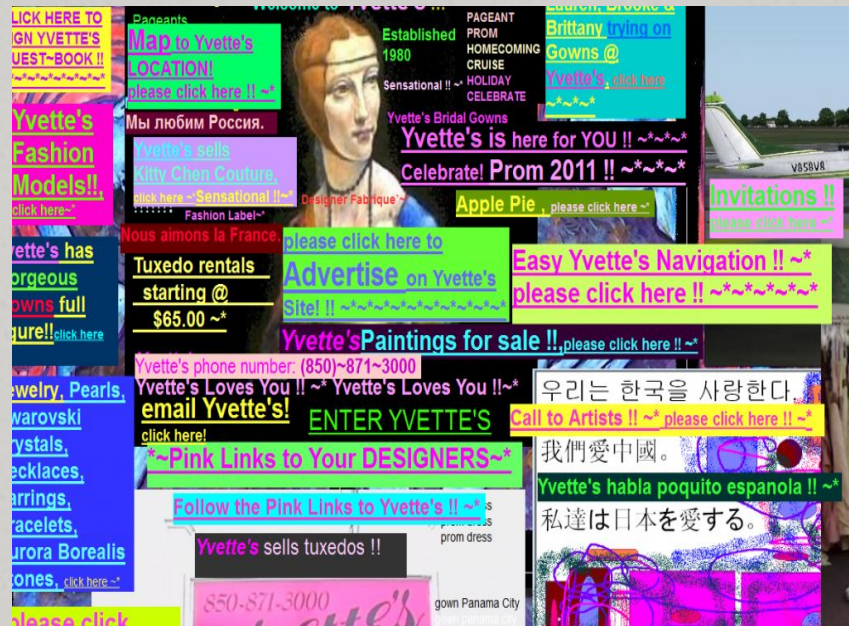 LICK HERE TO
GN YVETTE'S
UEST~BOOK !!
~*~*~*~*~*~*
Pageants
Welcome to Yvette's !!!
Map to Yvette's
LOCATION!
please click here !! ~*
Established
1980
Sensational !! ~*
PAGEANT
PROM
HOMECOMING
CRUISE
HOLIDAY
CELEBRATE
Lauren, Brooke &
Brittany trying on
Gowns @
Yvette's, click here
~*~*~*
Yvette's
Fashion
Models!!,
click here~*
Мы любим Россия.
Yvette's sells
Kitty Chen Couture,
click here ~*Sensational !!~*
Fashion Label~*
Designer Fabrique~*
Yvette's Bridal Gowns
Yvette's is here for YOU !! ~*~*~*
Celebrate! Prom 2011 !! ~*~*~*
Apple Pie , please click here ~*
V858VR
Invitations !!
please click here !!
Nous aimons la France.
vette's has
orgeous
owns full
gure!!click here
Tuxedo rentals
starting @
$65.00 ~*
please click here to
Advertise on Yvette's
Site! !! ~*~*~*~*~*~*~*~*~*~*
Easy Yvette's Navigation !! ~*
please click here !! ~*~*~*~*~*
Yvette'sPaintings for sale !!,please click here !! ~*
Yvette's phone number: (850)~871~3000
Yvette's Loves You !! ~* Yvette's Loves You !!~*
email Yvette's!
click here!
ENTER YVETTE'S
우리는 한국을 사랑한다.
Call to Artists !! ~* please click here !! ~*
我們愛中國。
ewelry, Pearls,
warovski
rystals,
ecklaces,
arrings,
racelets,
urora Borealis
tones, click here ~*
*~Pink Links to Your DESIGNERS~*
Yvette's habla poquito espanola !! ~*
Follow the Pink Links to Yvette's !! ~*
私達は日本を愛する。
prom dress
prom dress
Yvette's sells tuxedos !!
850-871-3000
gown Panama City
gown panama city
please click